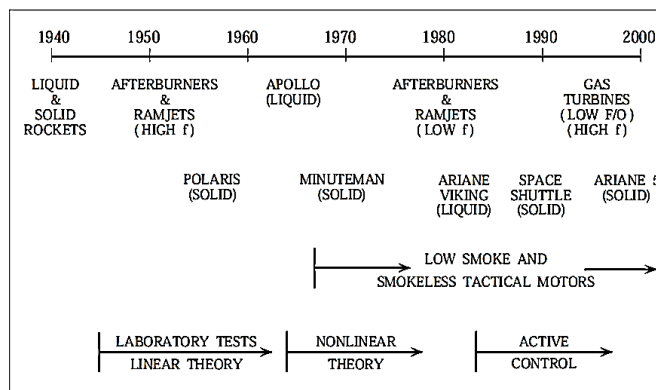 1940 1950 1960 1970 1980 1990 2000
LIQUID & SOLID ROCKETS
AFTERBURNERS & RAMJETS (HIGH f)
APOLLO (LIQUID)
AFTERBURNERS & RAMJETS (LOW f)
GAS TURBINES (LOW F/O) (HIGH f)
POLARIS (SOLID)
MINUTEMAN (SOLID)
ARIANE VIKING (LIQUID)
SPACE SHUTTLE (SOLID)
ARIANE 5 (SOLID)
LOW SMOKE AND
SMOKELESS TACTICAL MOTORS
LABORATORY TESTS
LINEAR THEORY
NONLINEAR
THEORY
ACTIVE
CONTROL